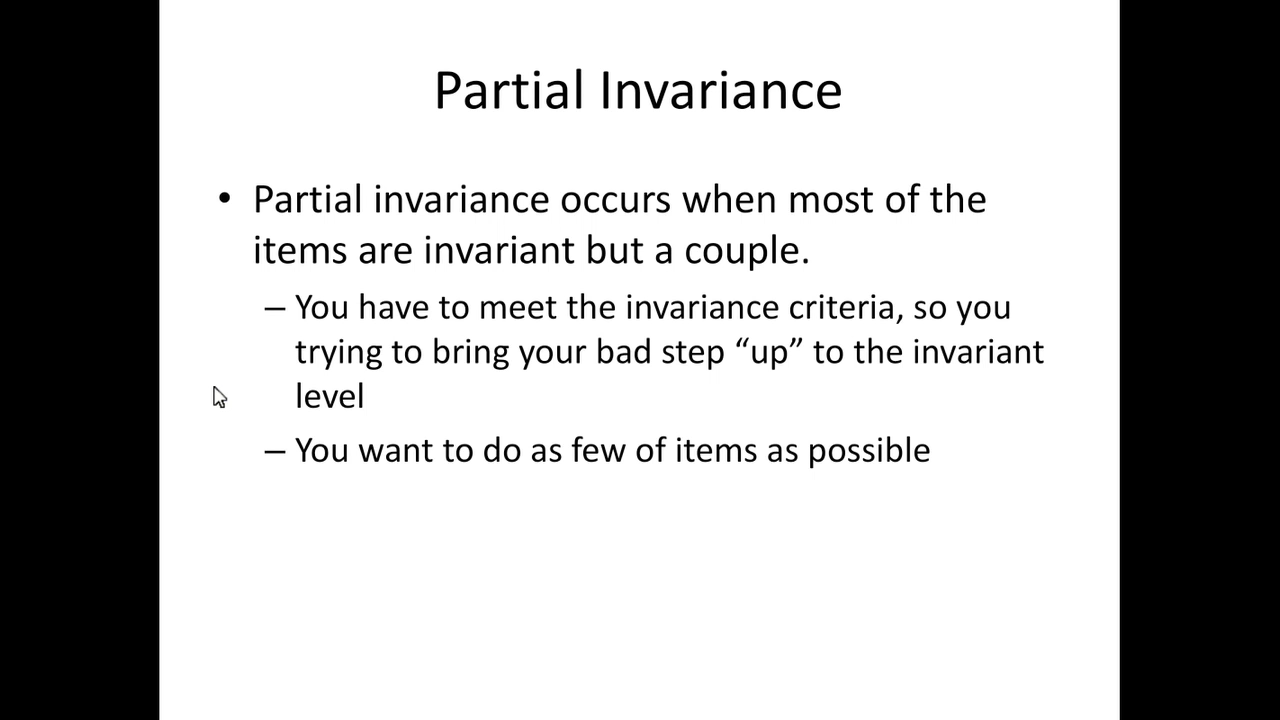 Partial Invariance
• Partial invariance occurs when most of the
items are invariant but a couple.
– You have to meet the invariance criteria, so you
trying to bring your bad step “up” to the invariant
level
– You want to do as few of items as possible